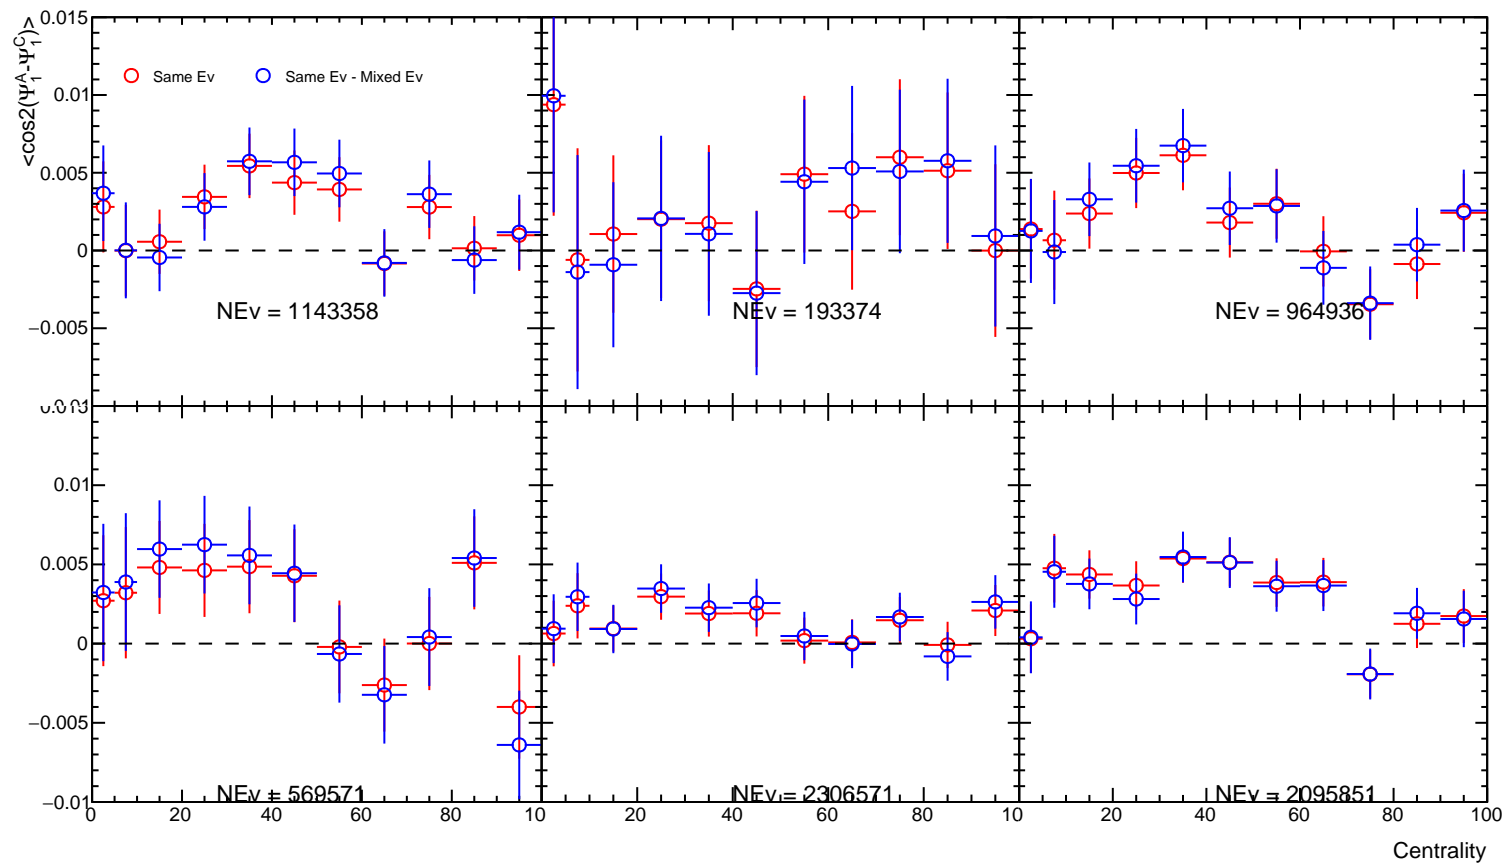 <cos2(Ψ₁ᴬ-Ψ₁ᶜ)>
0.015
Same Ev
Same Ev - Mixed Ev
0.01
0.005
0
−0.005
NEv = 1143358
NEv = 193374
NEv = 964936
0.01
0.005
0
−0.005
−0.01
NEv = 569571
NEv = 2306571
NEv = 2095851
0 20 40 60 80 10 20 40 60 80 10 20 40 60 80 100
Centrality